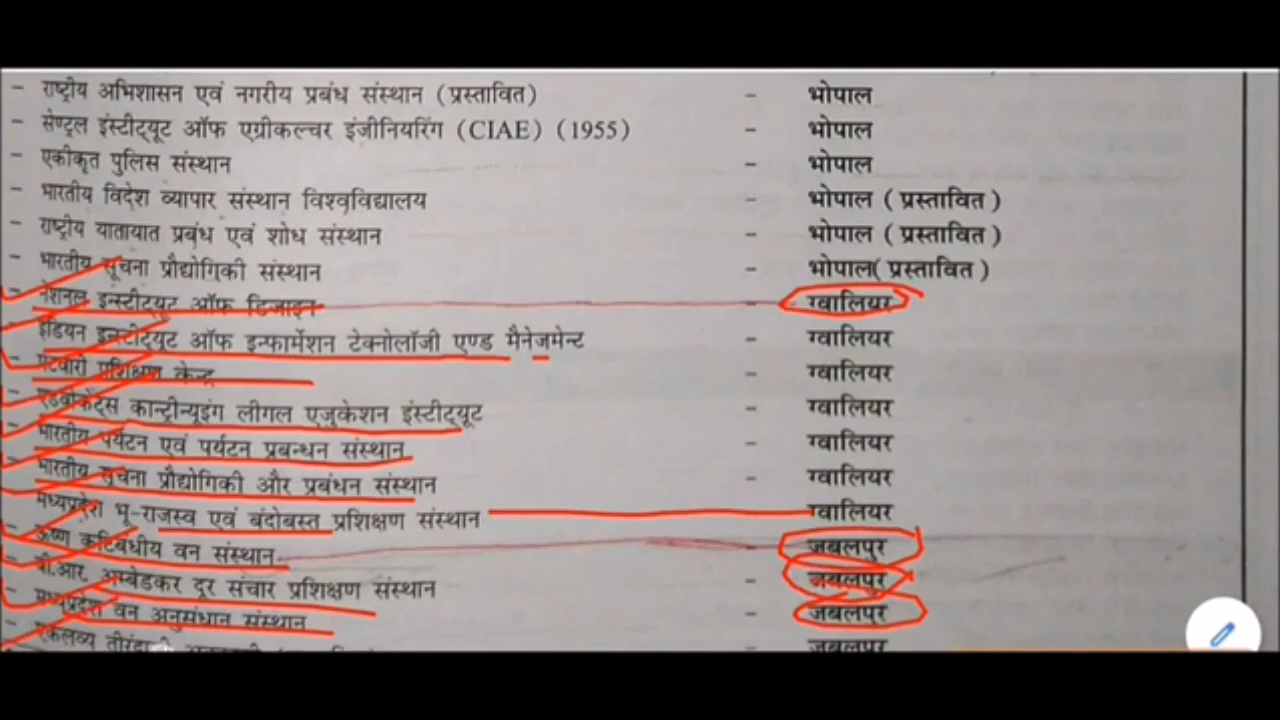 - राष्ट्रीय अभिशासन एवं नगरीय प्रबंध संस्थान (प्रस्तावित) - भोपाल
- सेण्ट्रल इंस्टीट्यूट ऑफ एग्रीकल्चर इंजीनियरिंग (CIAE) (1955) - भोपाल
- एकीकृत पुलिस संस्थान - भोपाल
- भारतीय विदेश व्यापार संस्थान विश्वविद्यालय - भोपाल (प्रस्तावित)
- राष्ट्रीय यातायात प्रबंध एवं शोध संस्थान - भोपाल (प्रस्तावित)
- भारतीय सूचना प्रौद्योगिकी संस्थान - भोपाल(प्रस्तावित)
- नेशनल इन्स्टीट्यूट ऑफ डिजाइन - ग्वालियर
- इंडियन इन्स्टीट्यूट ऑफ इन्फार्मेशन टेक्नोलॉजी एण्ड मैनेजमेन्ट - ग्वालियर
- पटवारी प्रशिक्षण केन्द्र - ग्वालियर
- एडवोकेट्स कान्ट्रीन्यूइंग लीगल एजुकेशन इंस्टीट्यूट - ग्वालियर
- भारतीय पर्यटन एवं पर्यटन प्रबन्धन संस्थान - ग्वालियर
- भारतीय सूचना प्रौद्योगिकी और प्रबंधन संस्थान - ग्वालियर
- मध्यप्रदेश भू-राजस्व एवं बंदोबस्त प्रशिक्षण संस्थान - ग्वालियर
- ऊष्ण कटिबंधीय वन संस्थान - जबलपुर
- बी.आर. अम्बेडकर दूर संचार प्रशिक्षण संस्थान - जबलपुर
- मध्यप्रदेश वन अनुसंधान संस्थान - जबलपुर
- एकलव्य जबलपुर